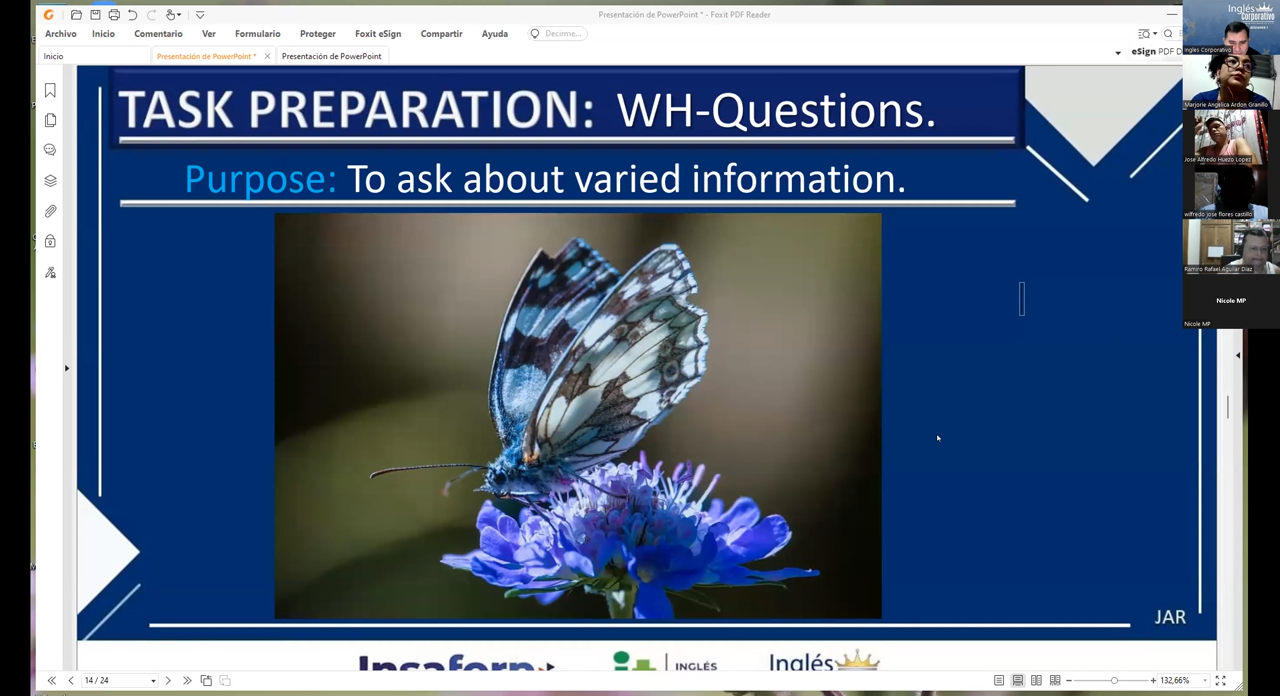 Presentación de PowerPoint * - Foxit PDF Reader
Archivo Inicio Comentario Ver Formulario Proteger Foxit eSign Compartir Ayuda Decirme...
Inicio Presentación de PowerPoint * Presentación de PowerPoint eSign PDF D
TASK PREPARATION: WH-Questions.
Purpose: To ask about varied information.
JAR
Insaforp INGLÉS Inglés
14 / 24 132,66%
Inglés
Corporativo
Ingles Corporativo
Marjorie Angelica Ardon Granillo
Jose Alfredo Huezo Lopez
wilfredo jose flores castillo
Ramiro Rafael Aguilar Diaz
Nicole MP
Nicole MP